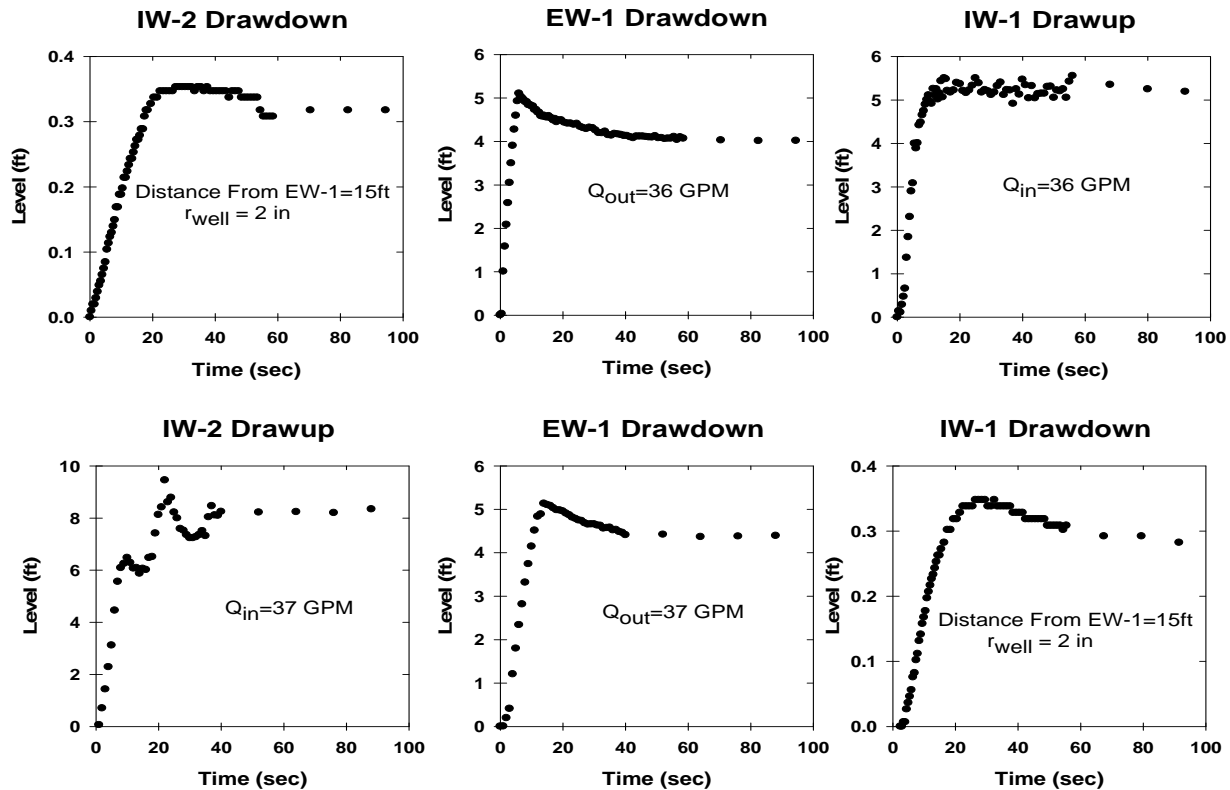 IW-2 Drawdown
EW-1 Drawdown
IW-1 Drawup
0.4
0.3
0.2
0.1
0.0
Level (ft)
Distance From EW-1=15ft
rwell = 2 in
0 20 40 60 80 100
Time (sec)
6
5
4
3
2
1
0
Level (ft)
Qout=36 GPM
0 20 40 60 80 100
Time (sec)
6
5
4
3
2
1
0
Level (ft)
Qin=36 GPM
0 20 40 60 80 100
Time (sec)
IW-2 Drawup
EW-1 Drawdown
IW-1 Drawdown
10
8
6
4
2
0
Level (ft)
Qin=37 GPM
0 20 40 60 80 100
Time (sec)
6
5
4
3
2
1
0
Level (ft)
Qout=37 GPM
0 20 40 60 80 100
Time (sec)
0.4
0.3
0.2
0.1
0.0
Level (ft)
Distance From EW-1=15ft
rwell = 2 in
0 20 40 60 80 100
Time (sec)